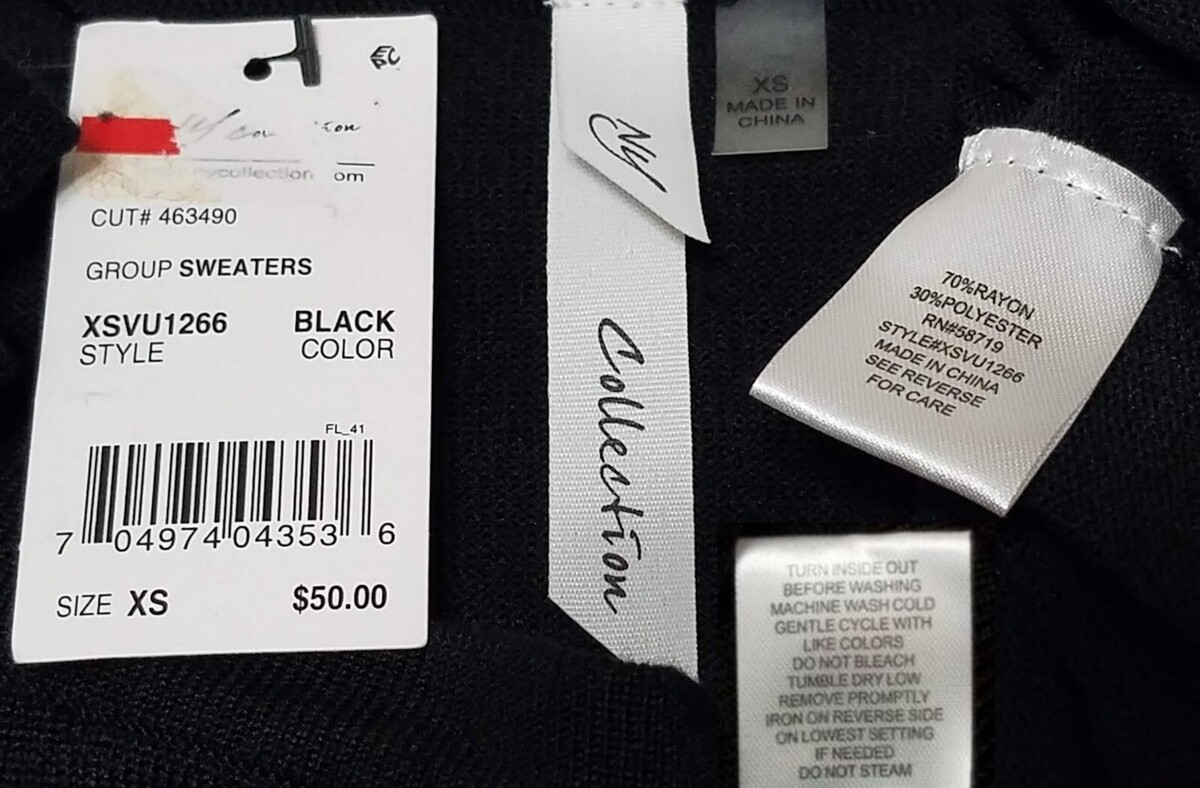 CUT# 463490
GROUP SWEATERS
XSVU1266 BLACK
STYLE COLOR
FL_41
7 04974 04353 6
SIZE XS $50.00
Ny
Collection
XS
MADE IN
CHINA
70%RAYON
30%POLYESTER
RN#58719
STYLE#XSVU1266
MADE IN CHINA
SEE REVERSE
FOR CARE
TURN INSIDE OUT
BEFORE WASHING
MACHINE WASH COLD
GENTLE CYCLE WITH
LIKE COLORS
DO NOT BLEACH
TUMBLE DRY LOW
REMOVE PROMPTLY
IRON ON REVERSE SIDE
ON LOWEST SETTING
IF NEEDED
DO NOT STEAM